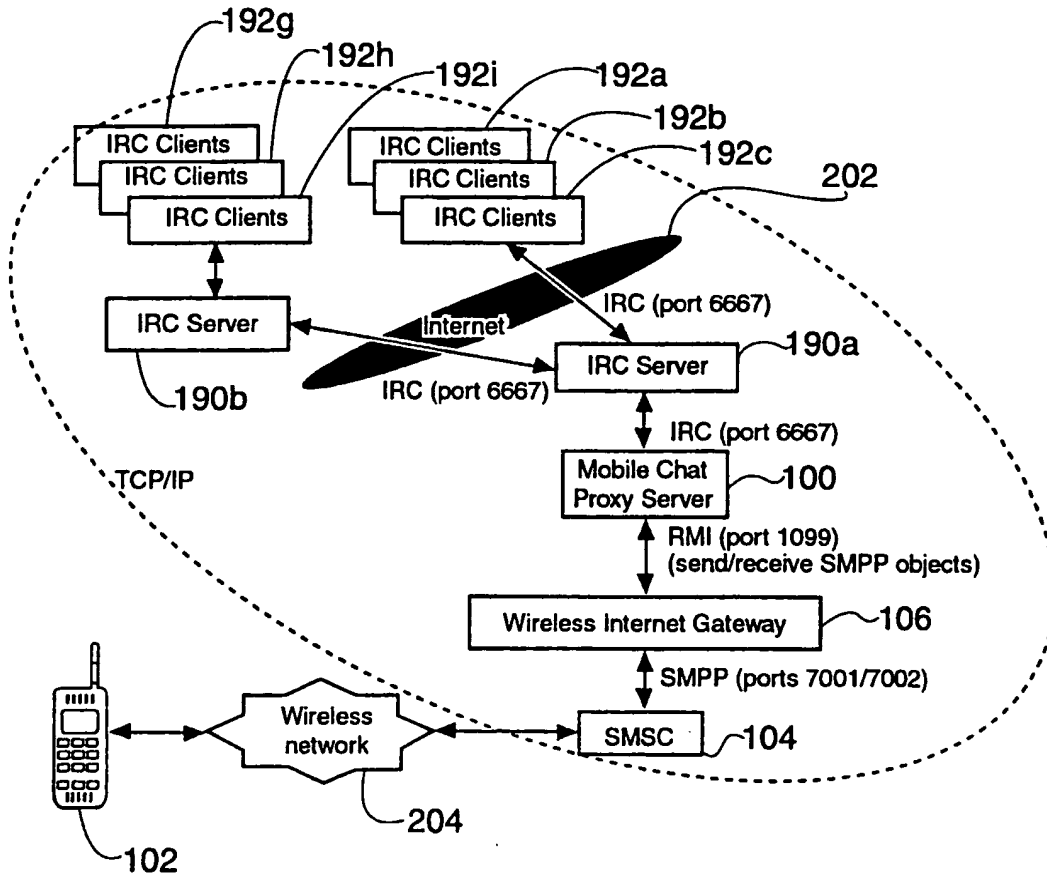 192g
192h
192i
192a
192b
192c
202
IRC Clients
IRC Clients
IRC Clients
IRC Clients
IRC Clients
IRC Clients
IRC (port 6667)
IRC Server
Internet
190b
IRC (port 6667)
IRC Server
190a
IRC (port 6667)
TCP/IP
Mobile Chat
Proxy Server
100
RMI (port 1099)
(send/receive SMPP objects)
Wireless Internet Gateway
106
SMPP (ports 7001/7002)
Wireless
network
SMSC
104
204
102